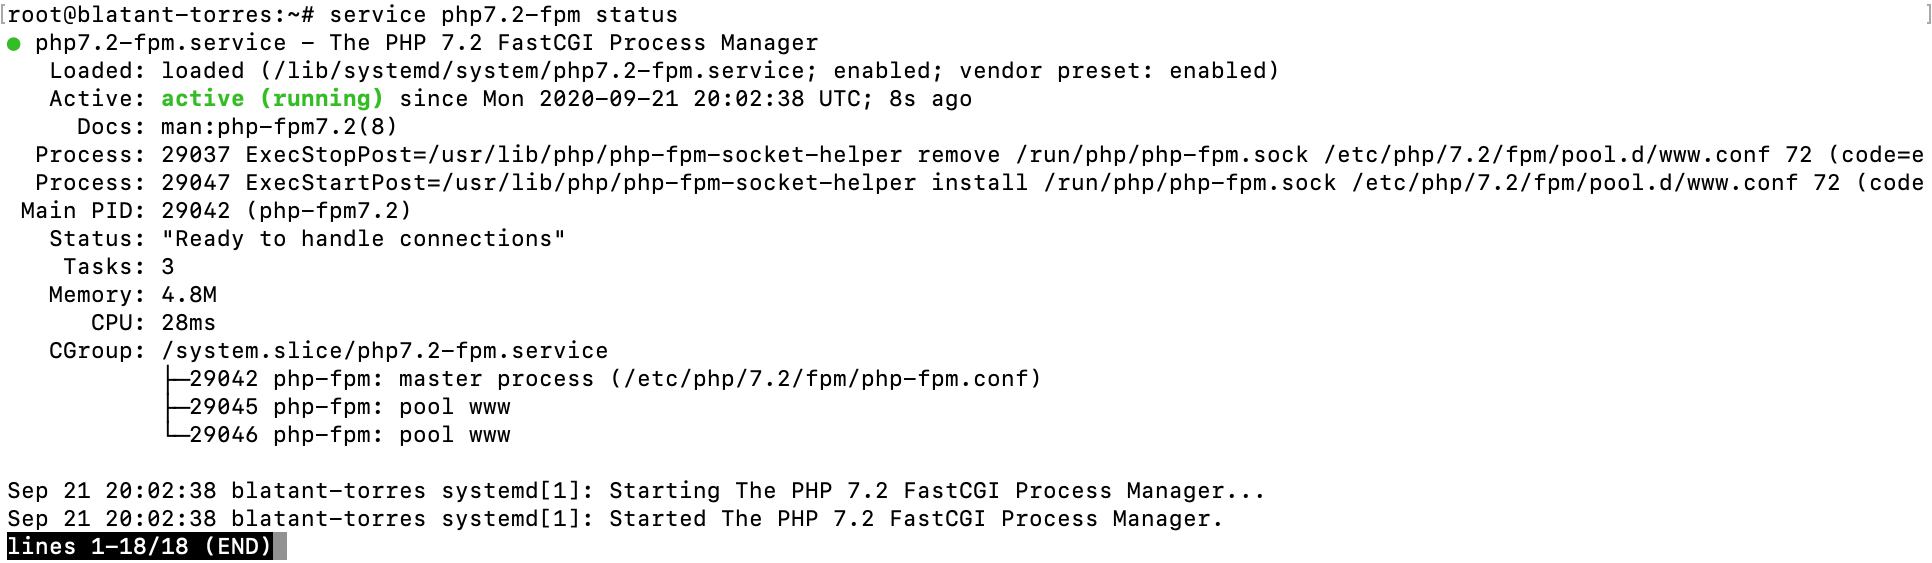 [root@blatant-torres:~# service php7.2-fpm status ]
● php7.2-fpm.service - The PHP 7.2 FastCGI Process Manager
   Loaded: loaded (/lib/systemd/system/php7.2-fpm.service; enabled; vendor preset: enabled)
   Active: active (running) since Mon 2020-09-21 20:02:38 UTC; 8s ago
     Docs: man:php-fpm7.2(8)
  Process: 29037 ExecStopPost=/usr/lib/php/php-fpm-socket-helper remove /run/php/php-fpm.sock /etc/php/7.2/fpm/pool.d/www.conf 72 (code=e
  Process: 29047 ExecStartPost=/usr/lib/php/php-fpm-socket-helper install /run/php/php-fpm.sock /etc/php/7.2/fpm/pool.d/www.conf 72 (code
 Main PID: 29042 (php-fpm7.2)
   Status: "Ready to handle connections"
    Tasks: 3
   Memory: 4.8M
      CPU: 28ms
   CGroup: /system.slice/php7.2-fpm.service
           ├─29042 php-fpm: master process (/etc/php/7.2/fpm/php-fpm.conf)
           ├─29045 php-fpm: pool www
           └─29046 php-fpm: pool www

Sep 21 20:02:38 blatant-torres systemd[1]: Starting The PHP 7.2 FastCGI Process Manager...
Sep 21 20:02:38 blatant-torres systemd[1]: Started The PHP 7.2 FastCGI Process Manager.
lines 1-18/18 (END)